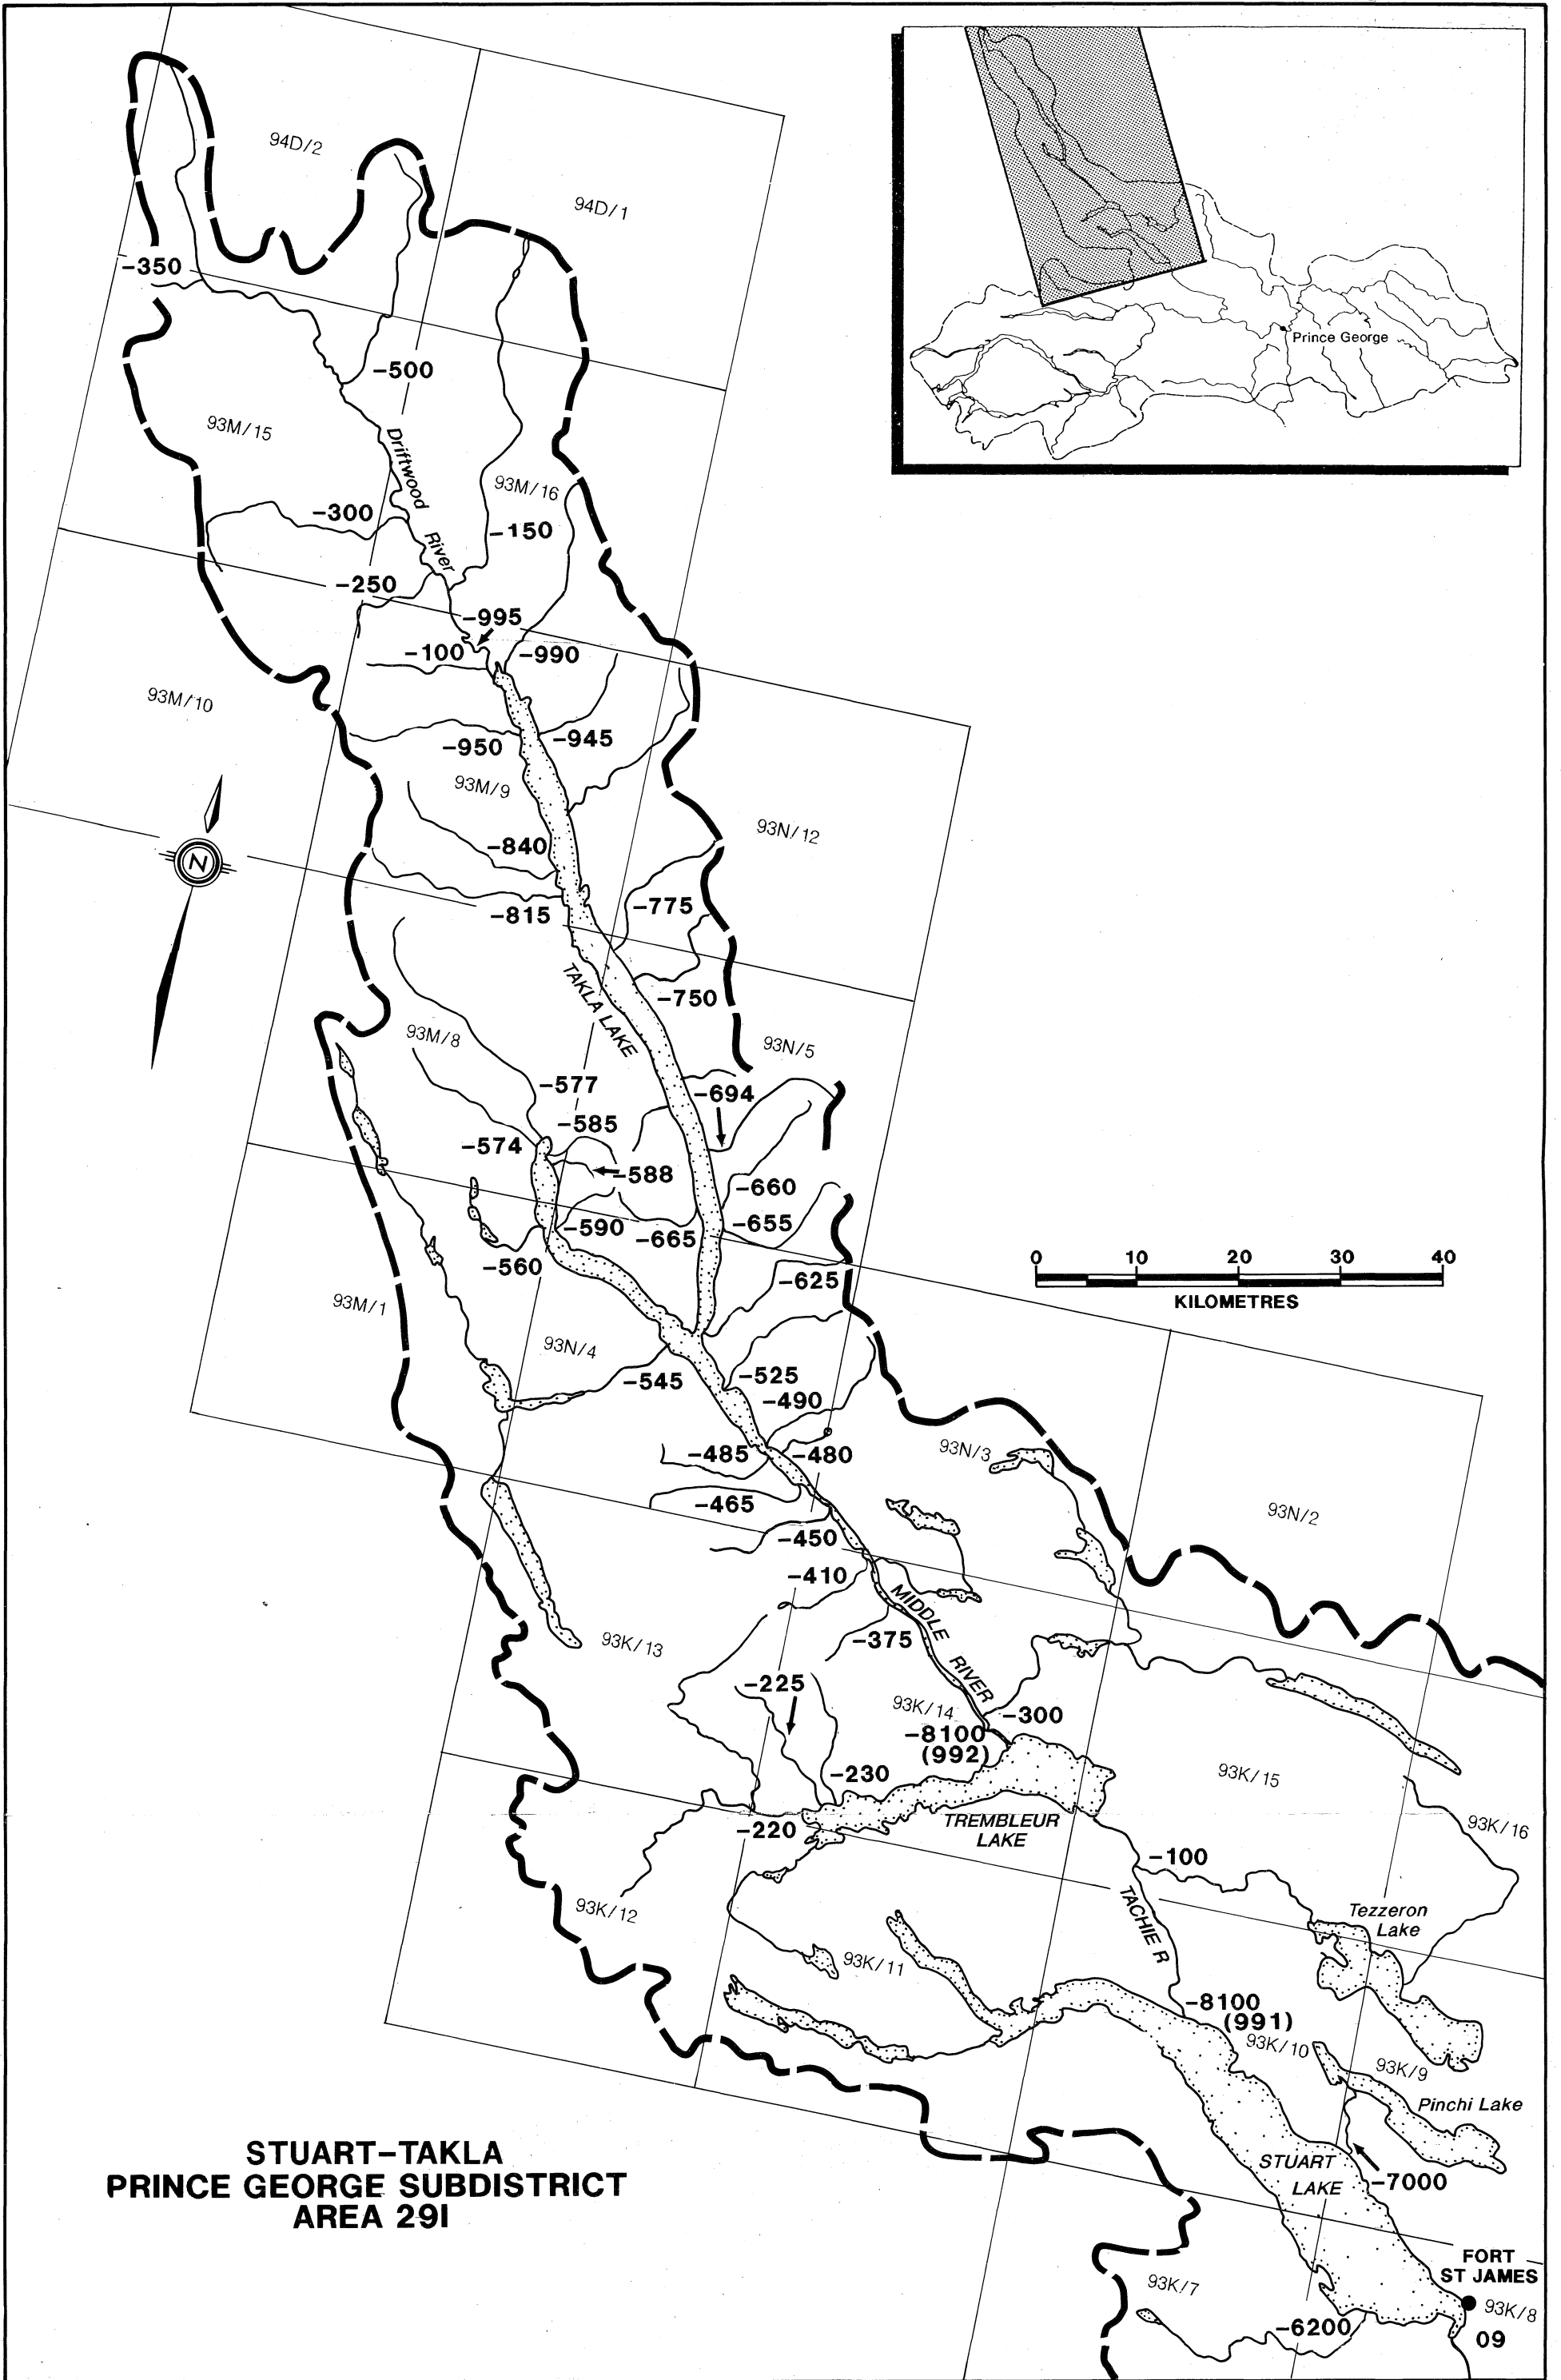 94D/2
94D/1
Prince George
-350
-500
93M/15
Driftwood
River
93M/16
-300
-150
-250
-995
-100
-990
93M/10
-950
-945
93M/9
93N/12
N
-840
-815
-775
TAKLA LAKE
-750
93M/8
93N/5
-577
-694
-585
-574
-588
-660
-590
-655
-665
-560
-625
0 10 20 30 40
KILOMETRES
93M/1
93N/4
-545
-525
-490
-485
-480
93N/3
-465
93N/2
-450
-410
MIDDLE
RIVER
93K/13
-375
-225
93K/14
-300
-8100
(992)
-230
93K/15
-220
TREMBLEUR
LAKE
93K/16
-100
93K/12
TACHIE R
Tezzeron
Lake
93K/11
-8100
(991)
93K/10
93K/9
Pinchi Lake
STUART
LAKE
-7000
STUART-TAKLA
PRINCE GEORGE SUBDISTRICT
AREA 29I
FORT
ST JAMES
93K/7
93K/8
-6200
09